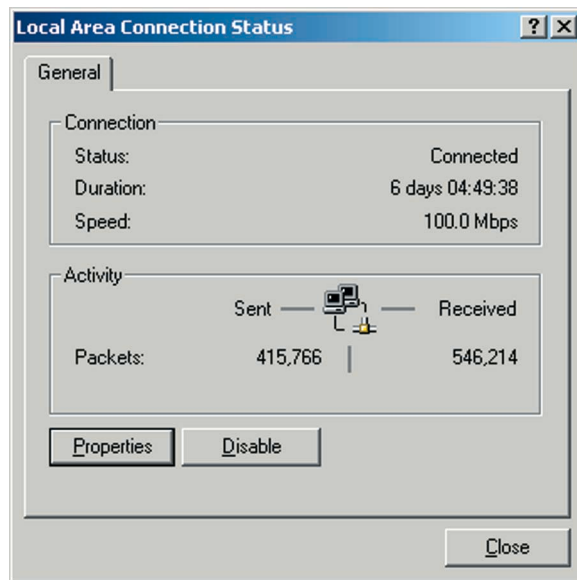 Local Area Connection Status
General
Connection
Status: Connected
Duration: 6 days 04:49:38
Speed: 100.0 Mbps
Activity
Sent Received
Packets: 415,766 546,214
Properties Disable
Close